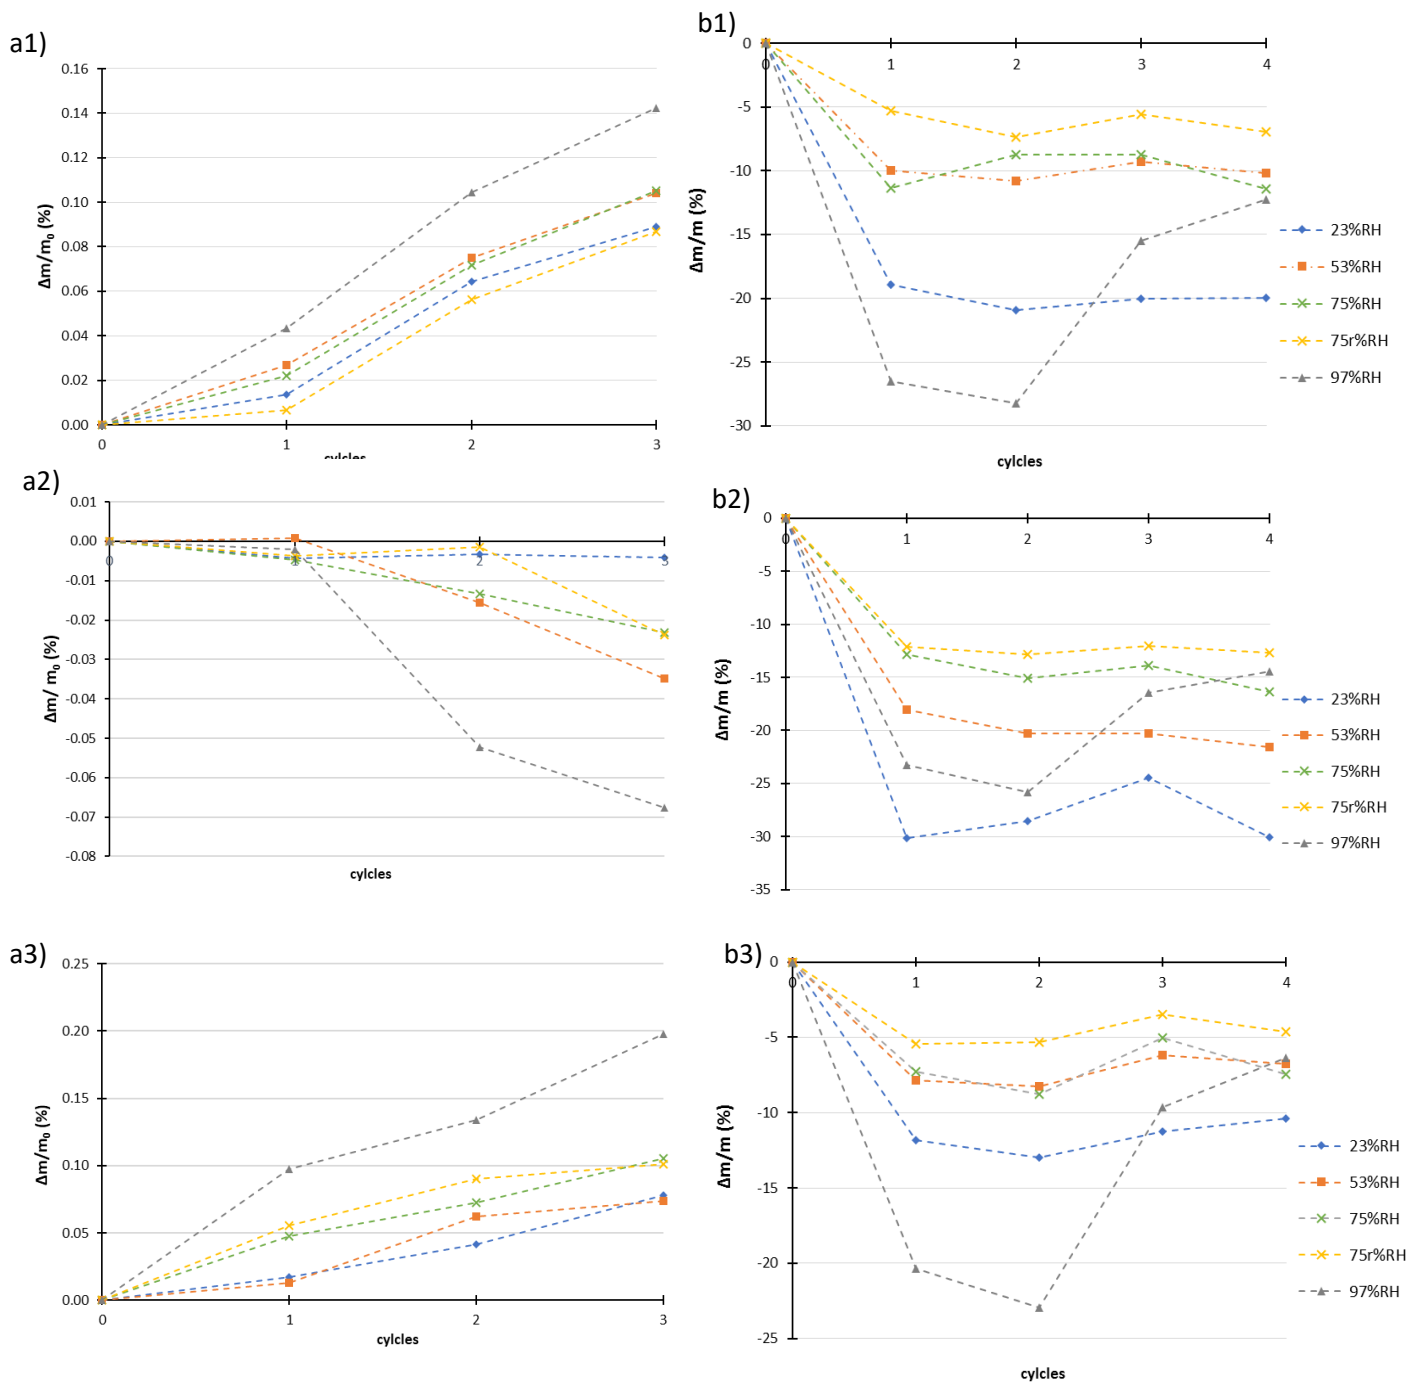 a1)
0.16
0.14
0.12
0.10
0.08
0.06
0.04
0.02
0.00
Δm/m₀ (%)
0 1 2 3
cylcles
b1)
0
-5
-10
-15
-20
-25
-30
Δm/m (%)
0 1 2 3 4
cylcles
23%RH
53%RH
75%RH
75r%RH
97%RH
a2)
0.01
0.00
-0.01
-0.02
-0.03
-0.04
-0.05
-0.06
-0.07
-0.08
Δm/ m₀ (%)
0 1 2 3
cylcles
b2)
0
-5
-10
-15
-20
-25
-30
-35
Δm/m (%)
0 1 2 3 4
23%RH
53%RH
75%RH
75r%RH
97%RH
a3)
0.25
0.20
0.15
0.10
0.05
0.00
Δm/m₀ (%)
0 1 2 3
cylcles
b3)
0
-5
-10
-15
-20
-25
Δm/m (%)
0 1 2 3 4
cylcles
23%RH
53%RH
75%RH
75r%RH
97%RH